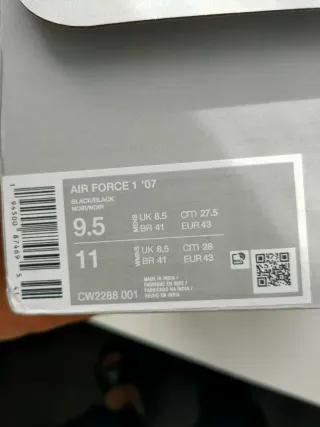 AIR FORCE 1 '07
BLACK/BLACK
NOIR/NOIR
9.5 MENS UK 8.5 CM 27.5
BR 41 EUR 43
11 WMNS UK 8.5 CM 28
BR 41 EUR 43
MADE IN INDIA /
FABRIQUÉ EN INDE /
FABRICADO NA INDIA /
HECHO EN INDIA
CW2288 001